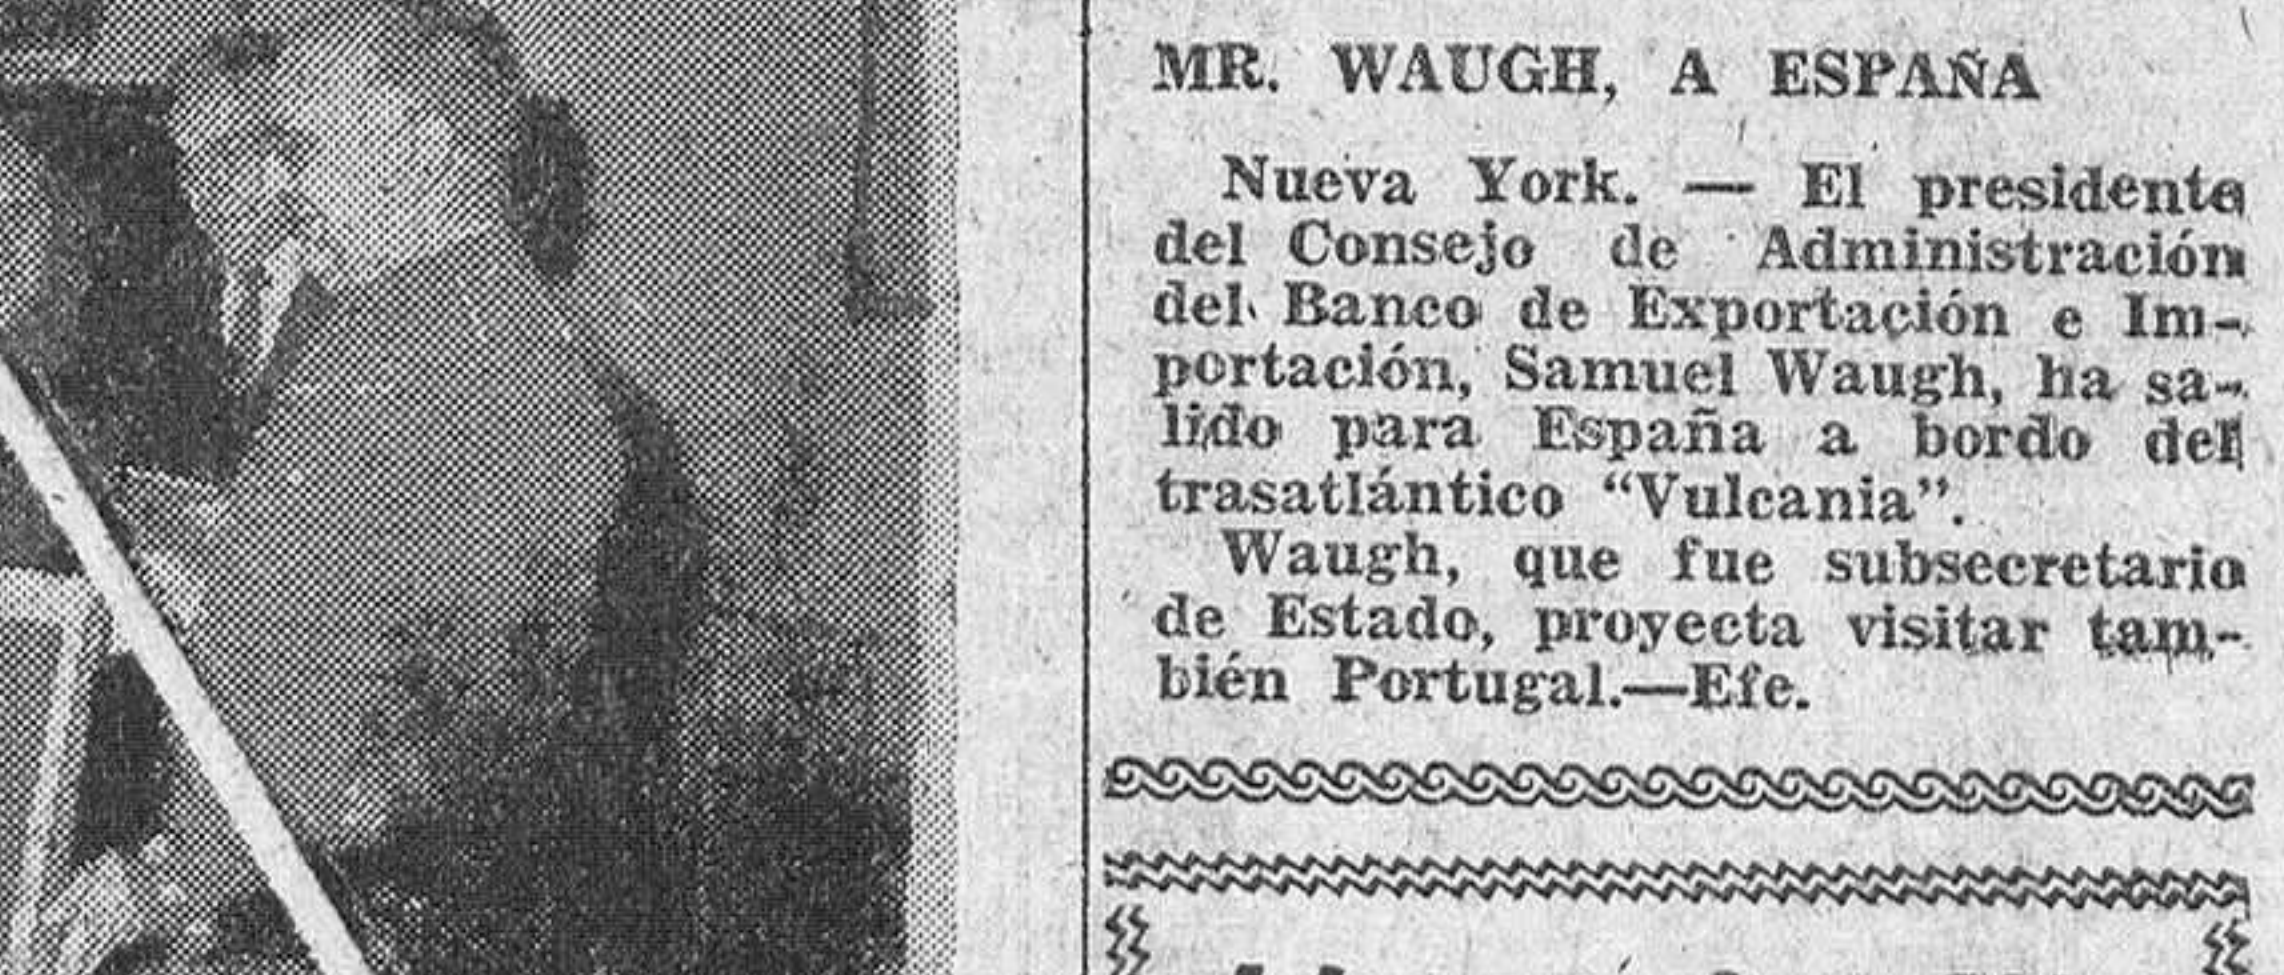 MR. WAUGH, A ESPAÑA
Nueva York. — El presidente
del Consejo de Administración
del Banco de Exportación e Im-
portación, Samuel Waugh, ha sa-
lido para España a bordo del
trasatlántico “Vulcania”.
Waugh, que fue subsecretario
de Estado, proyecta visitar tam-
bién Portugal.—Efe.